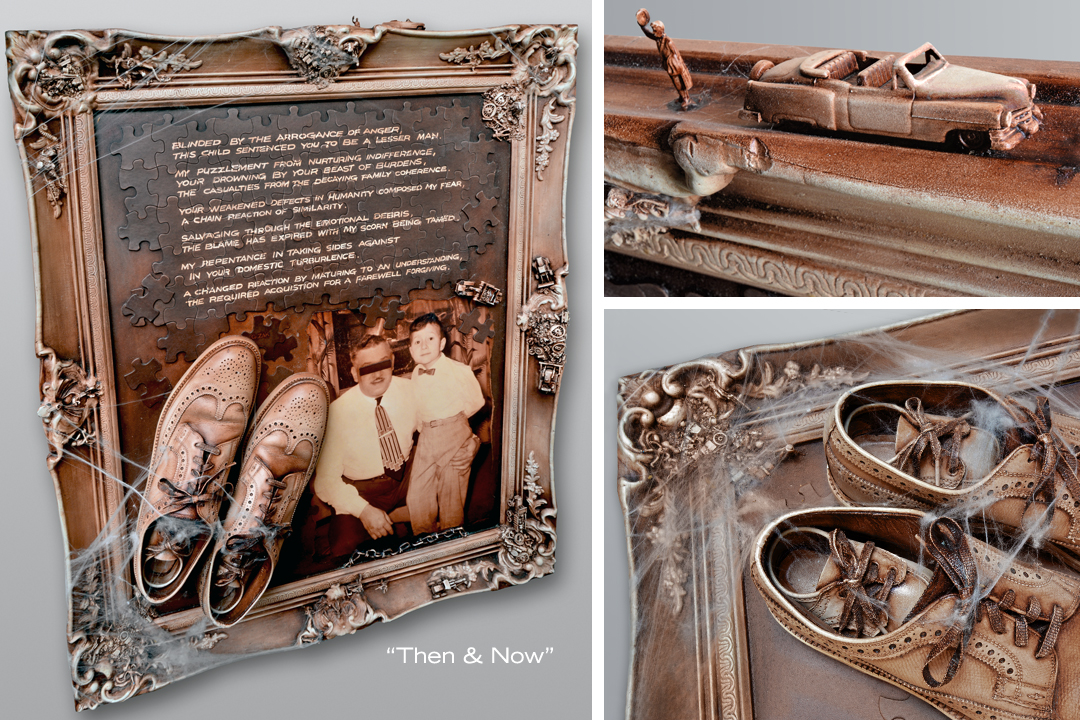 BLINDED BY THE ARROGANCE OF ANGER,
THIS CHILD SENTENCED YOU TO BE A LESSER MAN.
MY PUZZLEMENT FROM NURTURING INDIFFERENCE,
YOUR DROWNING BY YOUR BEAST OF BURDENS,
THE CASUALTIES FROM THE DECAYING FAMILY COHERENCE.
YOUR WEAKENED DEFECTS IN HUMANITY COMPOSED MY FEAR,
A CHAIN REACTION OF SIMILARITY.
SALVAGING THROUGH THE EMOTIONAL DEBRIS,
THE BLAME HAS EXPIRED WITH MY SCORN BEING TAMED.
MY REPENTANCE IN TAKING SIDES AGAINST
IN YOUR DOMESTIC TURBURLENCE.
A CHANGED REACTION BY MATURING TO AN UNDERSTANDING,
THE REQUIRED ACQUISTION FOR A FAREWELL FORGIVING.
“Then & Now”